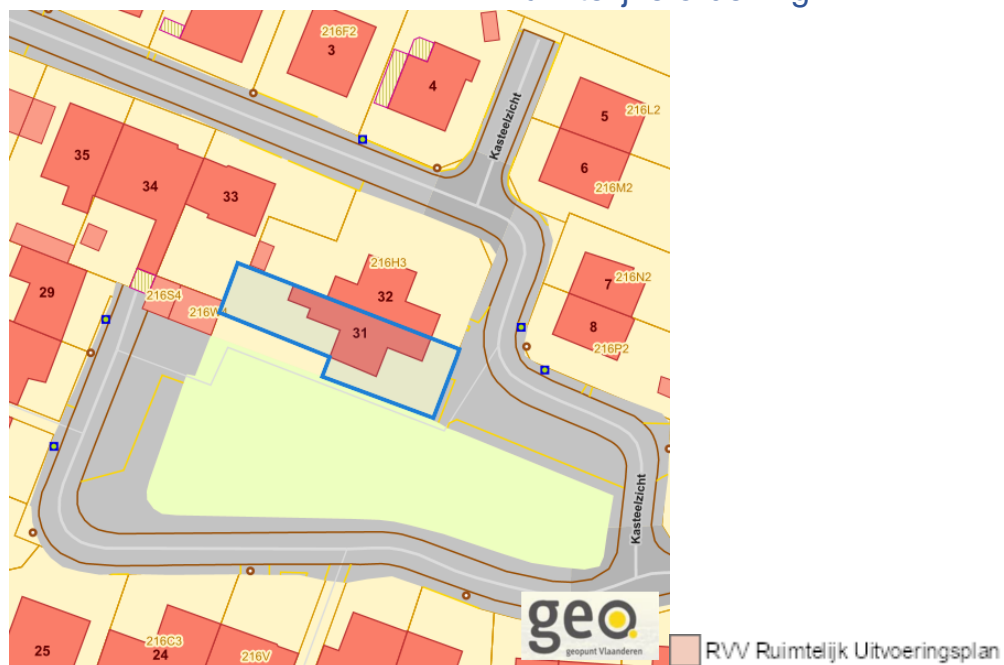 216F2
3
4
Kasteelzicht
5
216L2
6
216M2
35
34
33
216H3
32
7
216N2
29
216S4
31
8
216P2
Kasteelzicht
25
216C3
24
216V
geo
geopunt Vlaanderen
RVV Ruimtelijk Uitvoeringsplan